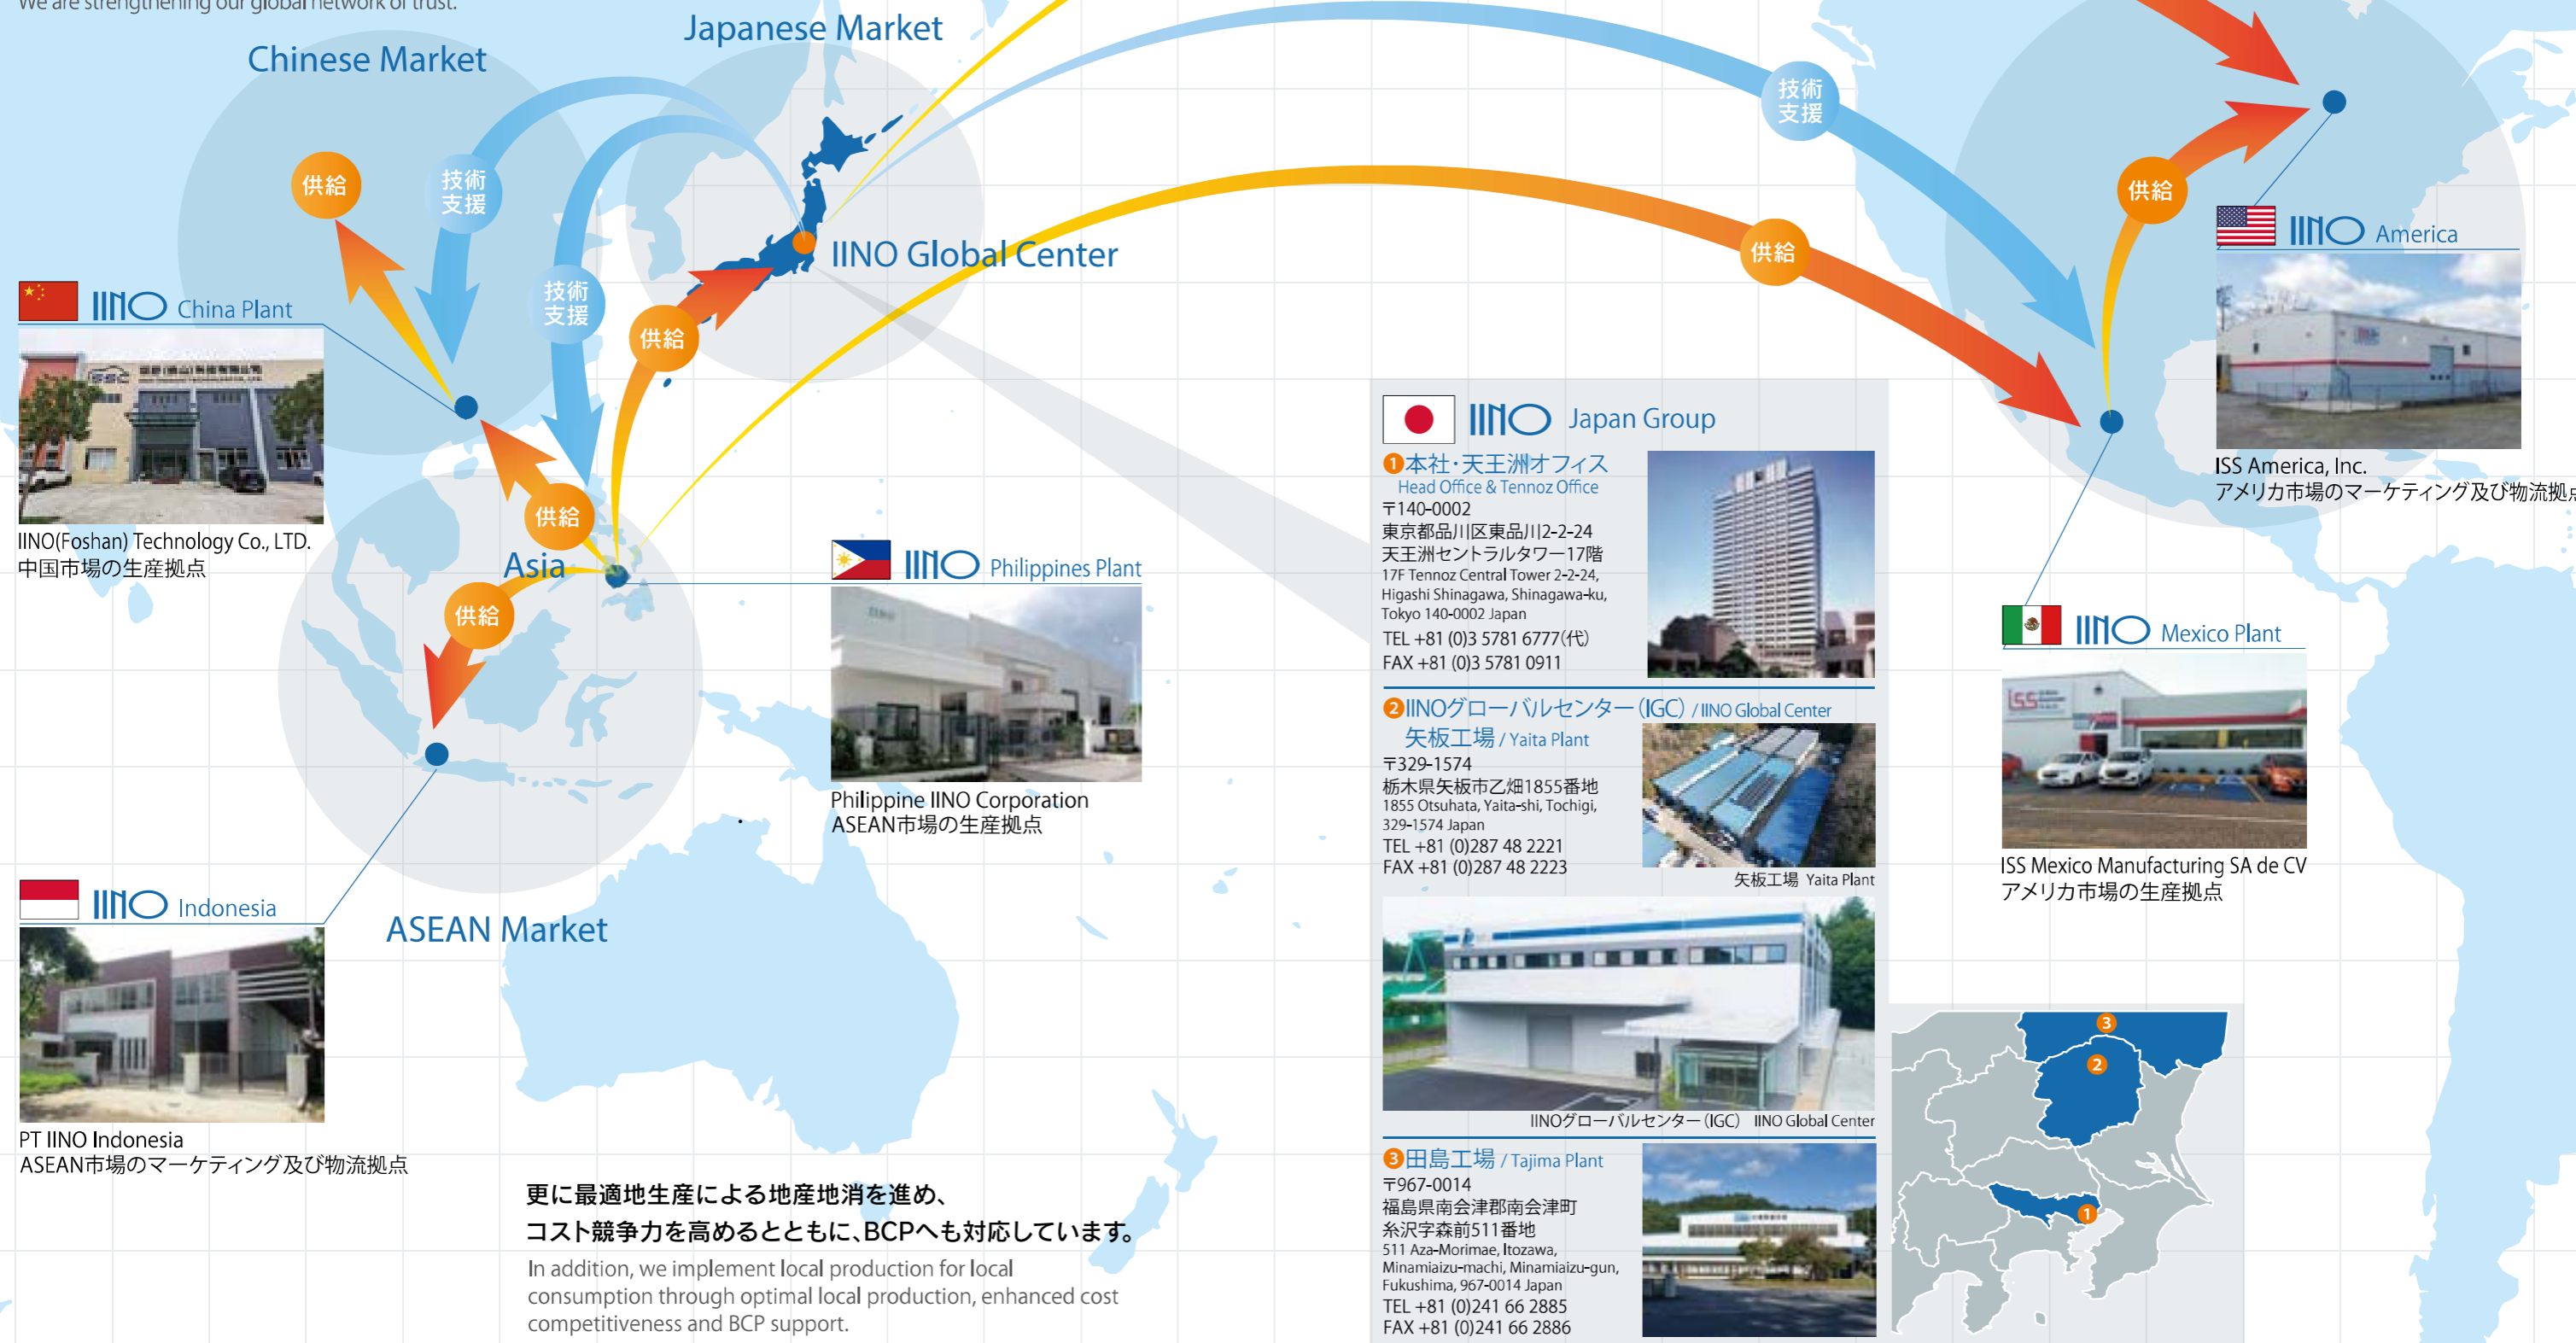 We are strengthening our global network of trust.
Chinese Market
Japanese Market
技術
支援
供給
技術
支援
技術
支援
供給
供給
供給
供給
供給
供給
IINO Global Center
Asia
ASEAN Market
IINO China Plant
IINO(Foshan) Technology Co., LTD.
中国市場の生産拠点
IINO Philippines Plant
Philippine IINO Corporation
ASEAN市場の生産拠点
IINO Indonesia
PT IINO Indonesia
ASEAN市場のマーケティング及び物流拠点
IINO America
ISS America, Inc.
アメリカ市場のマーケティング及び物流拠点
IINO Mexico Plant
iss
ISS Mexico Manufacturing SA de CV
アメリカ市場の生産拠点
IINO Japan Group
❶本社・天王洲オフィス
Head Office & Tennoz Office
〒140-0002
東京都品川区東品川2-2-24
天王洲セントラルタワー17階
17F Tennoz Central Tower 2-2-24,
Higashi Shinagawa, Shinagawa-ku,
Tokyo 140-0002 Japan
TEL +81 (0)3 5781 6777(代)
FAX +81 (0)3 5781 0911
❷IINOグローバルセンター(IGC) / IINO Global Center
矢板工場 / Yaita Plant
〒329-1574
栃木県矢板市乙畑1855番地
1855 Otsuhata, Yaita-shi, Tochigi,
329-1574 Japan
TEL +81 (0)287 48 2221
FAX +81 (0)287 48 2223
矢板工場 Yaita Plant
IINOグローバルセンター(IGC) IINO Global Center
❸田島工場 / Tajima Plant
〒967-0014
福島県南会津郡南会津町
糸沢字森前511番地
511 Aza-Morimae, Itozawa,
Minamiaizu-machi, Minamiaizu-gun,
Fukushima, 967-0014 Japan
TEL +81 (0)241 66 2885
FAX +81 (0)241 66 2886
3
2
1
更に最適地生産による地産地消を進め、
コスト競争力を高めるとともに、BCPへも対応しています。
In addition, we implement local production for local
consumption through optimal local production, enhanced cost
competitiveness and BCP support.